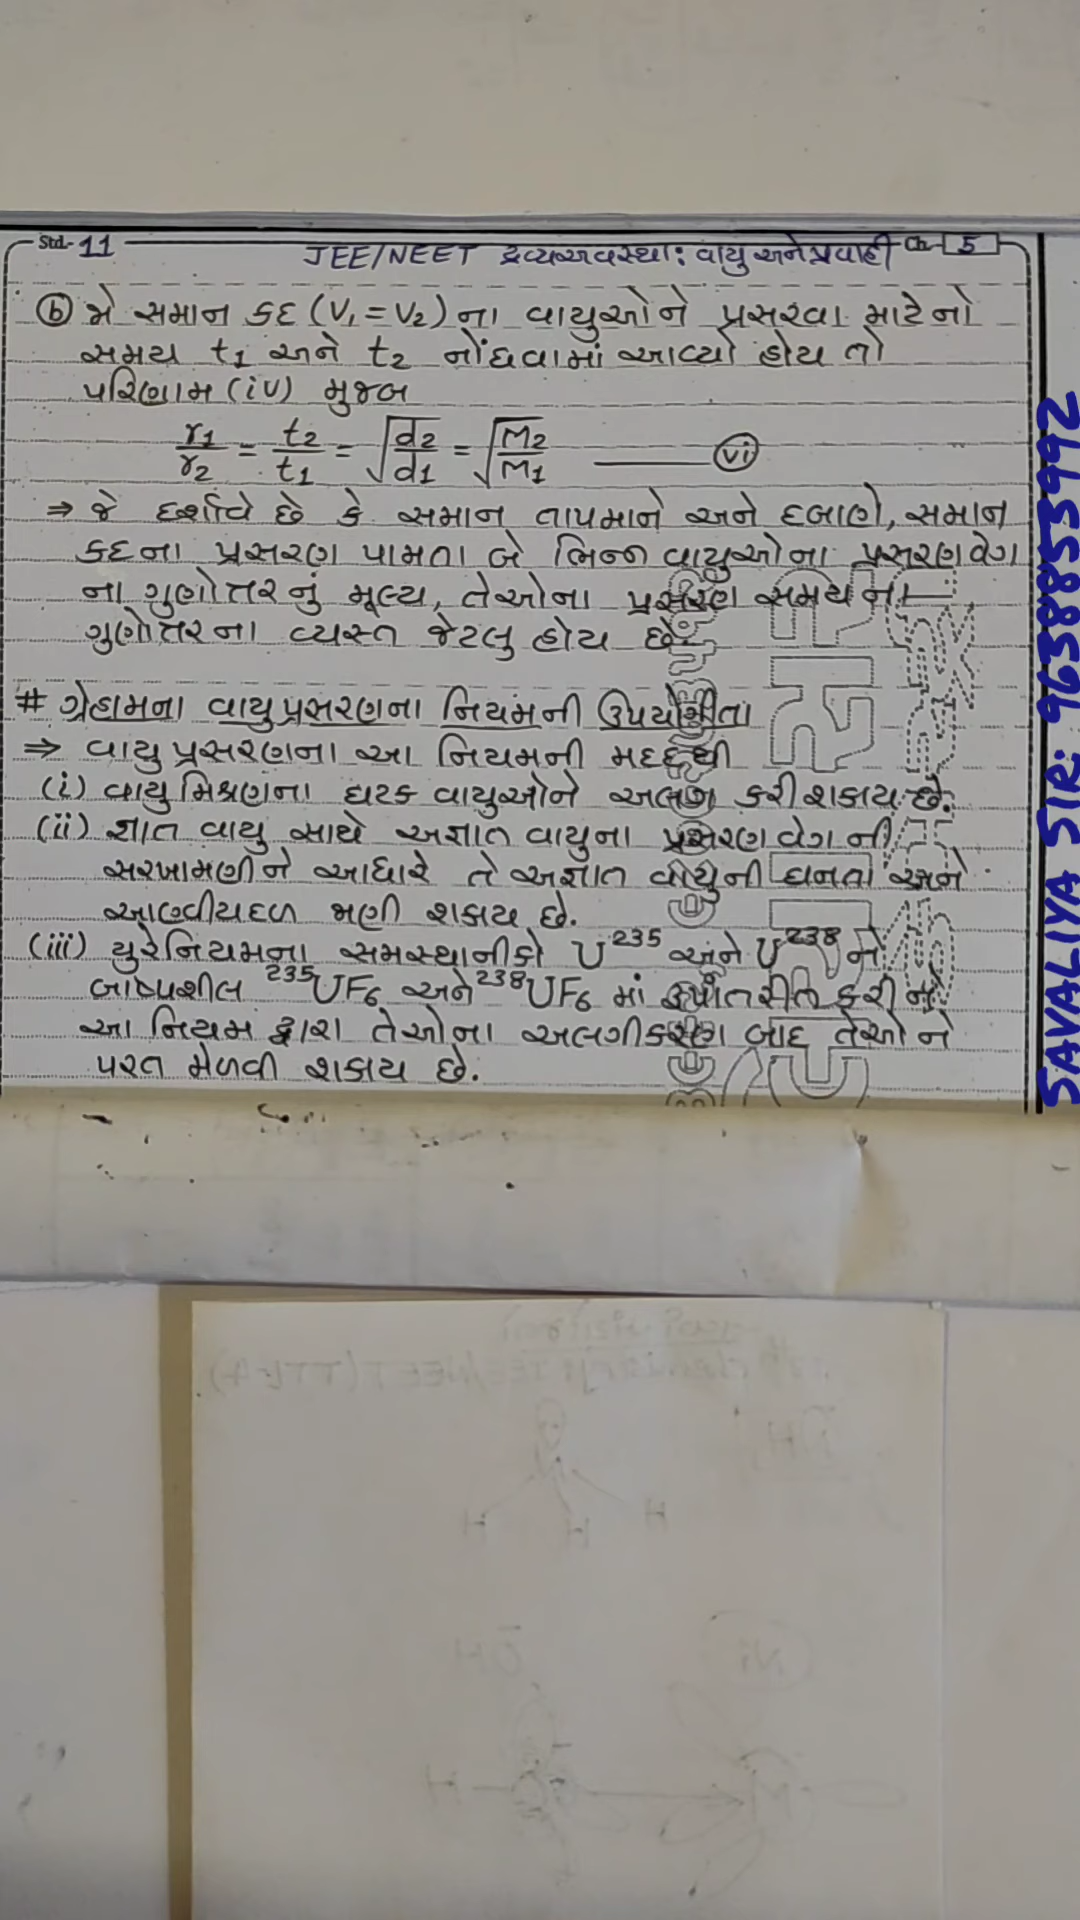 Std- 11 JEE/NEET દ્રવ્યઅવસ્થા: વાયુ અને પ્રવાહી Ch- 5
(b) જો સમાન કદ (V₁ = V₂) ના વાયુઓને પ્રસરવા માટેનો
સમય t₁ અને t₂ નોંધવામાં આવ્યો હોય તો
પરિણામ (iv) મુજબ
r₁/r₂ = t₂/t₁ = √(d₂/d₁) = √(M₂/M₁) ——— (vi)
⇒ જે દર્શાવે છે કે સમાન તાપમાને અને દબાણે, સમાન
કદના પ્રસરણ પામતા બે ભિન્ન વાયુઓના પ્રસરણવેગ
ના ગુણોત્તરનું મૂલ્ય, તેઓના પ્રસરણ સમયના
ગુણોત્તરના વ્યસ્ત જેટલુ હોય છે.
# ગ્રેહામના વાયુપ્રસરણના નિયમની ઉપયોગીતા
⇒ વાયુ પ્રસરણના આ નિયમની મદદથી
(i) વાયુમિશ્રણના ઘટક વાયુઓને અલગ કરી શકાય છે.
(ii) જ્ઞાત વાયુ સાથે અજ્ઞાત વાયુના પ્રસરણ વેગની
સરખામણીને આધારે તે અજ્ઞાત વાયુની ઘનતા અને
આણ્વીયદળ જાણી શકાય છે.
(iii) યુરેનિયમના સમસ્થાનીકો U²³⁵ અને U²³⁸ ને
બાષ્પશીલ ²³⁵UF₆ અને ²³⁸UF₆ માં રૂપાંતરીત કરીને
આ નિયમ દ્વારા તેઓના અલગીકરણ બાદ તેઓને
પરત મેળવી શકાય છે.
SAVALIYA SIR: 9638853992